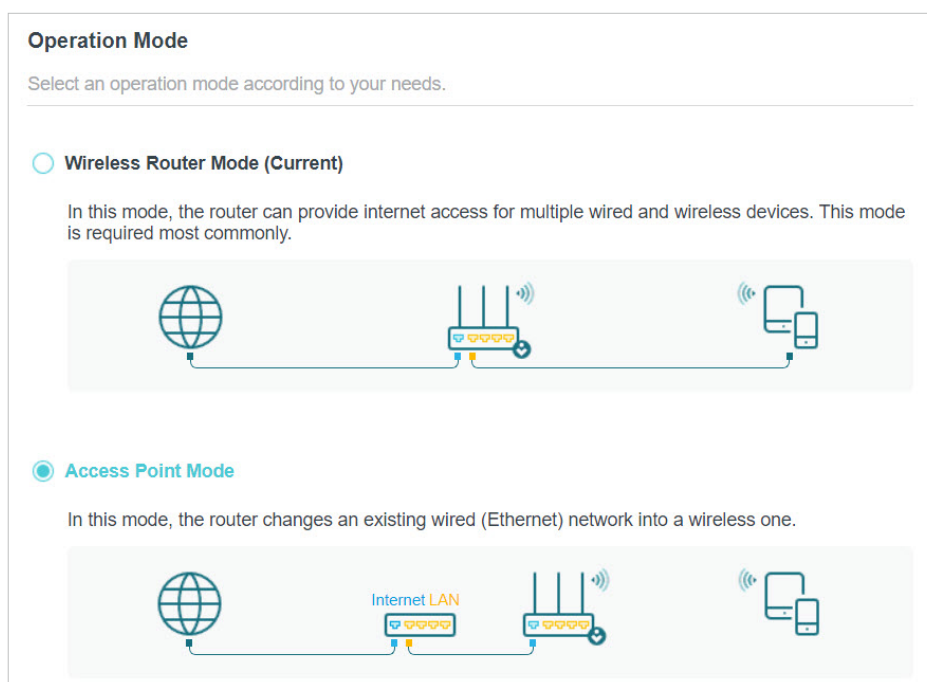 Operation Mode
Select an operation mode according to your needs.
Wireless Router Mode (Current)
In this mode, the router can provide internet access for multiple wired and wireless devices. This mode
is required most commonly.
Access Point Mode
In this mode, the router changes an existing wired (Ethernet) network into a wireless one.
Internet LAN